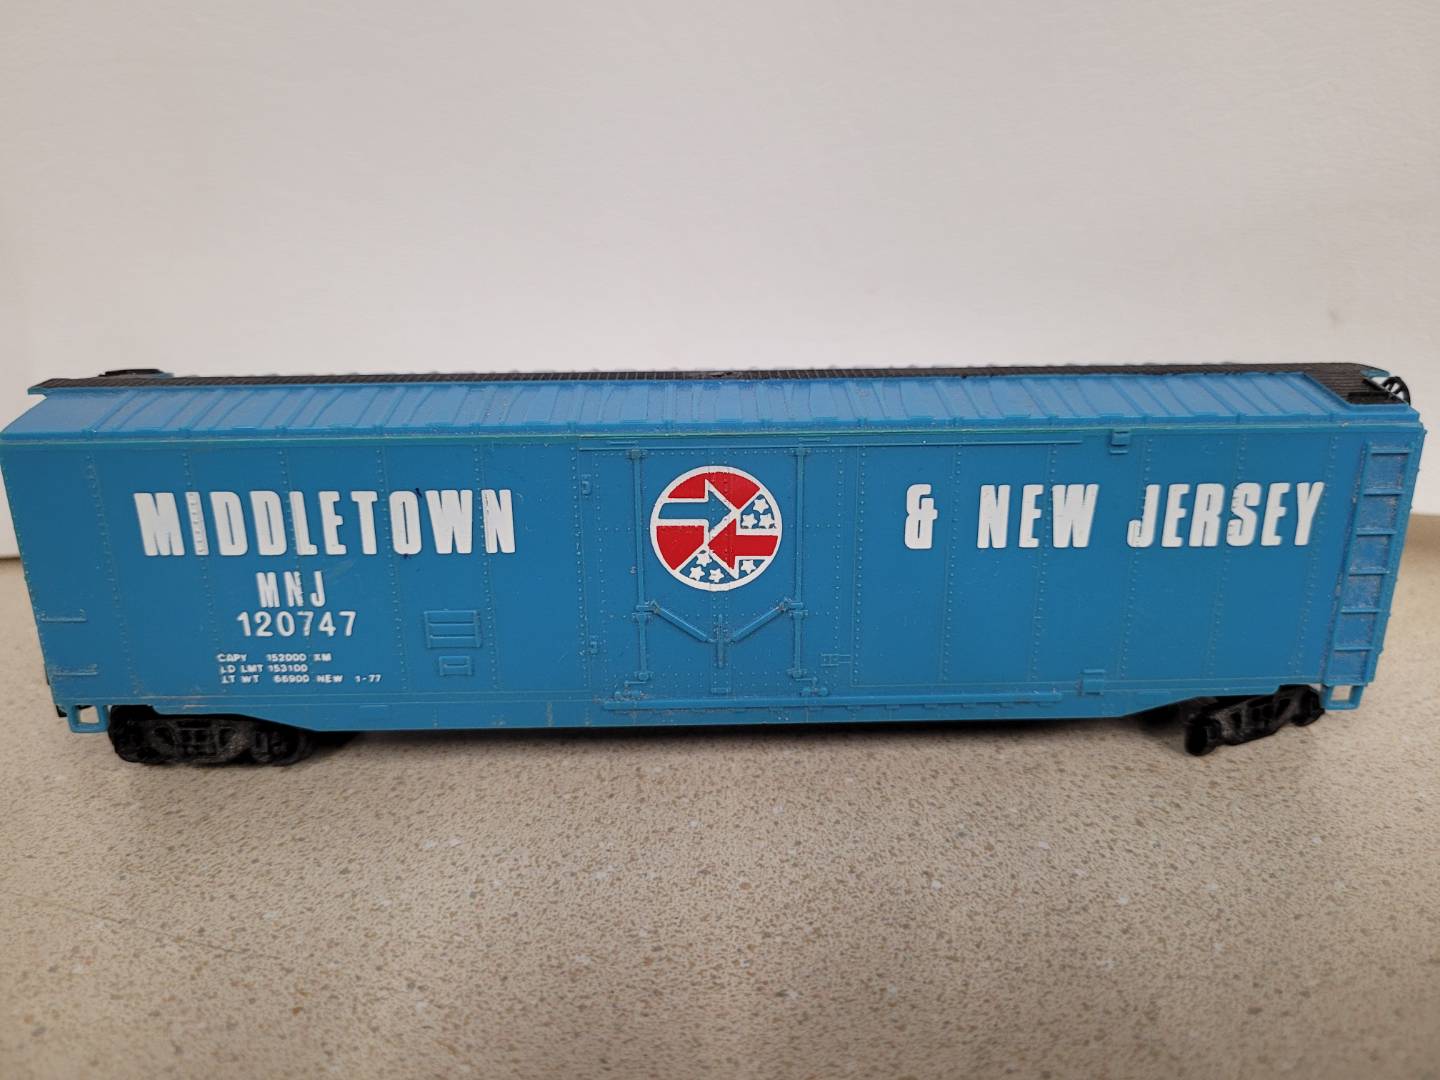 MIDDLETOWN & NEW JERSEY
MNJ
120747
CAPY 152000 XM
LD LMT 153100
LT WT 66900 NEW 1-77